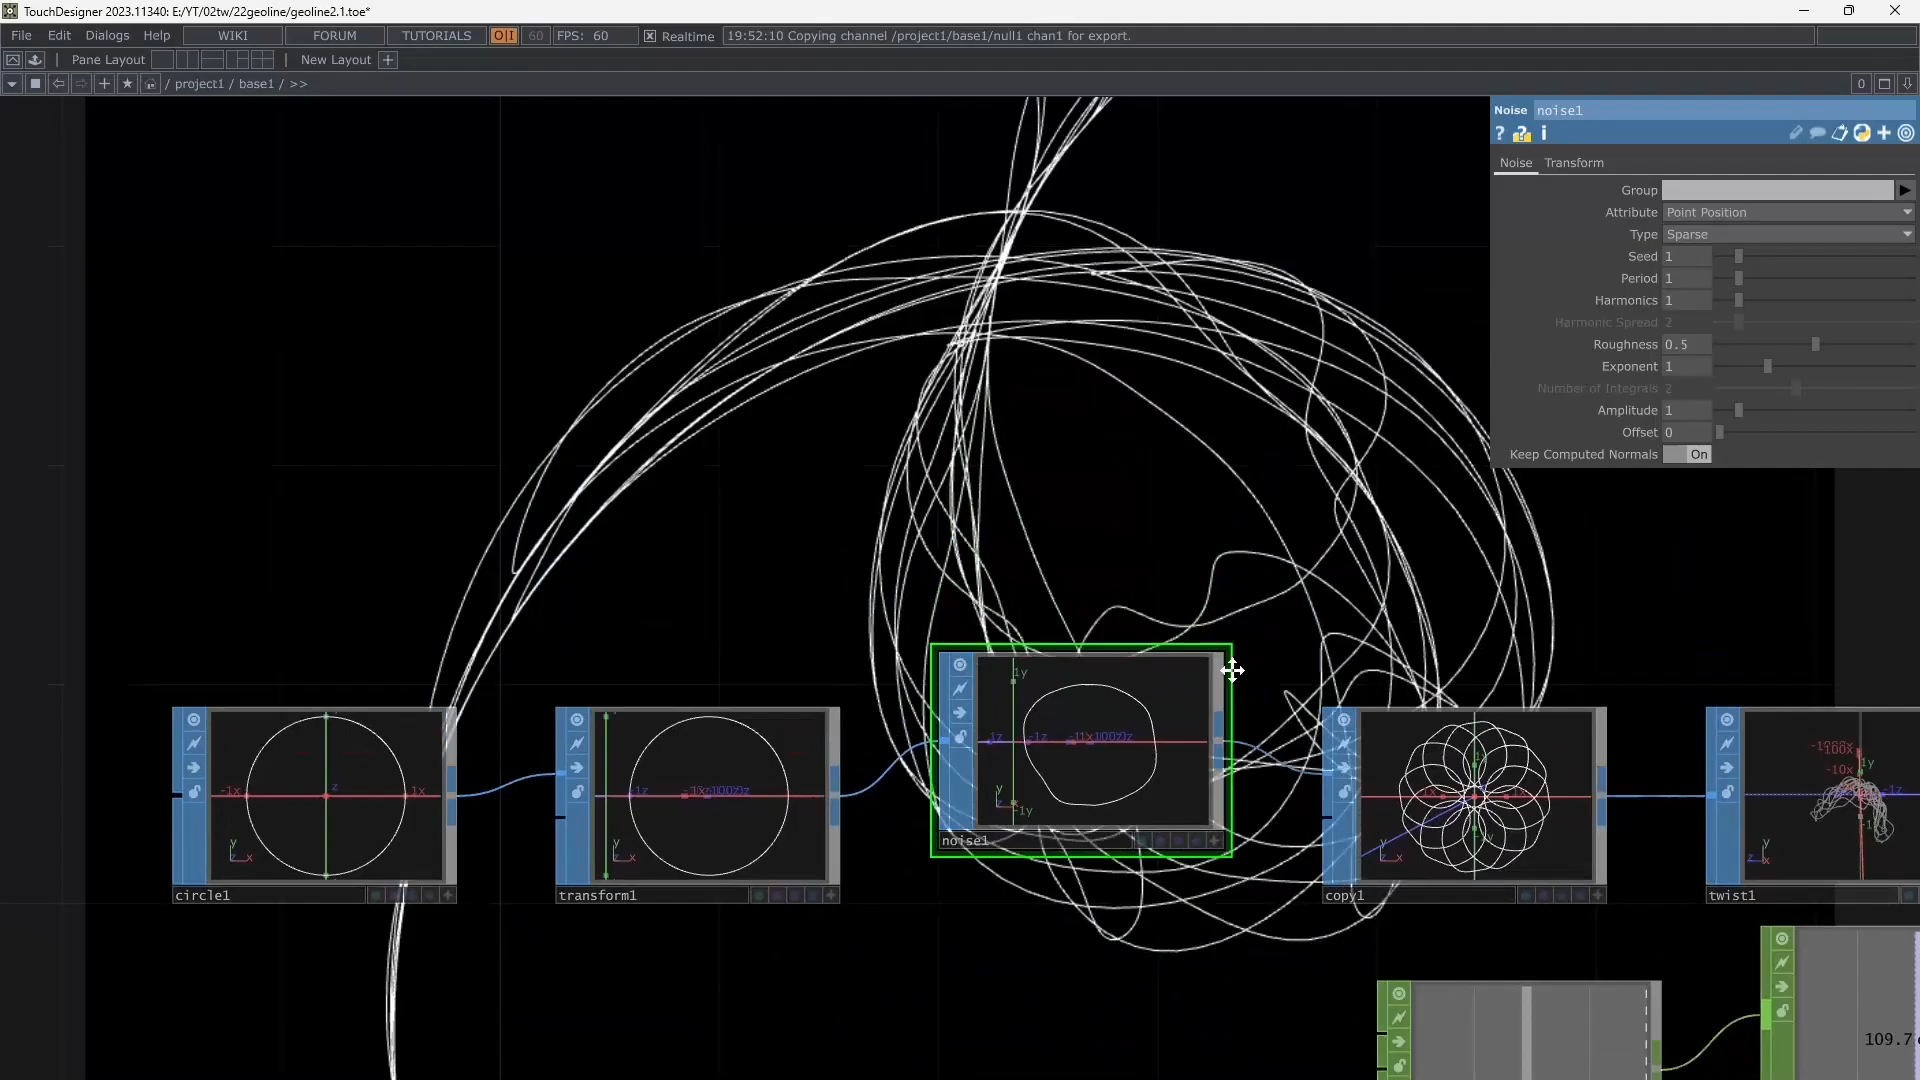 TouchDesigner 2023.11340: E:/YT/02tw/22geoline/geoline2.1.toe*
File Edit Dialogs Help WIKI FORUM TUTORIALS O|I 60 FPS: 60 Realtime 19:52:10 Copying channel /project1/base1/null1 chan1 for export.
Pane Layout New Layout +
/ project1 / base1 / >> 0
Noise noise1
? ? i
Noise Transform
Group
Attribute Point Position
Type Sparse
Seed 1
Period 1
Harmonics 1
Harmonic Spread 2
Roughness 0.5
Exponent 1
Number of Integrals 2
Amplitude 1
Offset 0
Keep Computed Normals On
circle1
transform1
noise1
copy1
twist1
109.7